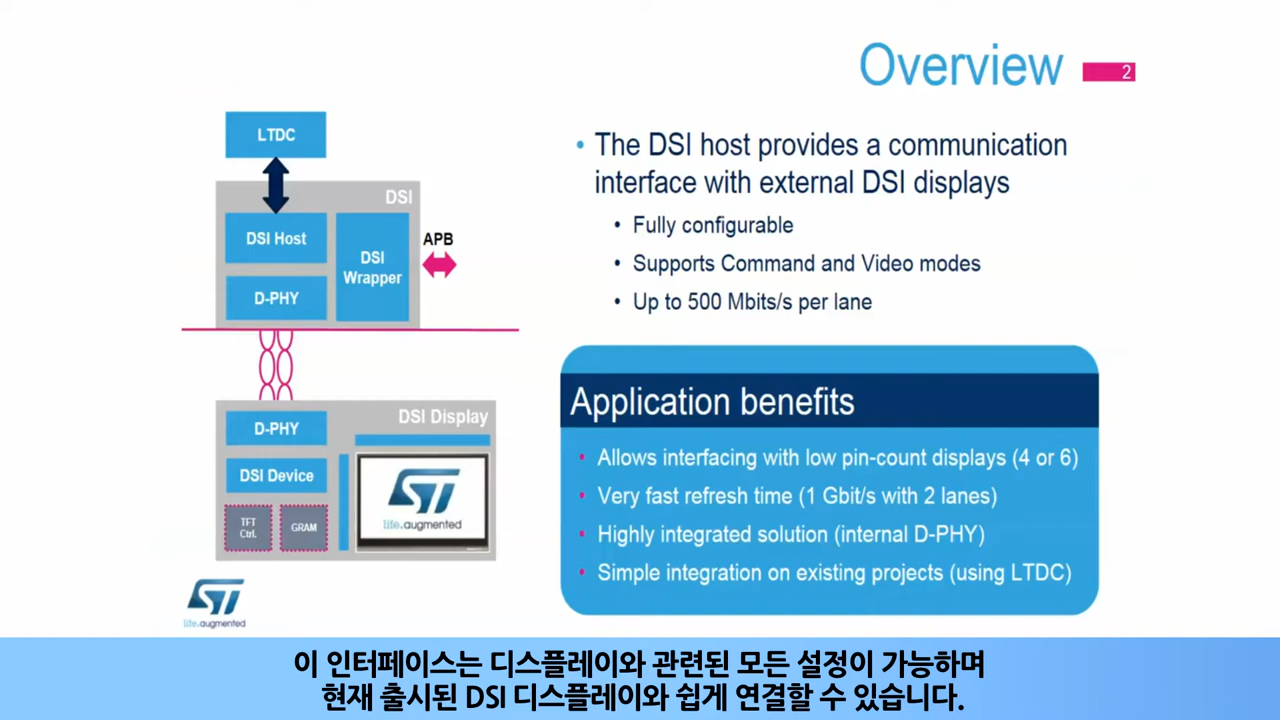 Overview
2
LTDC
DSI
DSI Host
D-PHY
DSI
Wrapper
APB
DSI Display
D-PHY
DSI Device
TFT
Ctrl.
GRAM
ST
life.augmented
ST
life.augmented
• The DSI host provides a communication
interface with external DSI displays
• Fully configurable
• Supports Command and Video modes
• Up to 500 Mbits/s per lane
Application benefits
• Allows interfacing with low pin-count displays (4 or 6)
• Very fast refresh time (1 Gbit/s with 2 lanes)
• Highly integrated solution (internal D-PHY)
• Simple integration on existing projects (using LTDC)
이 인터페이스는 디스플레이와 관련된 모든 설정이 가능하며
현재 출시된 DSI 디스플레이와 쉽게 연결할 수 있습니다.